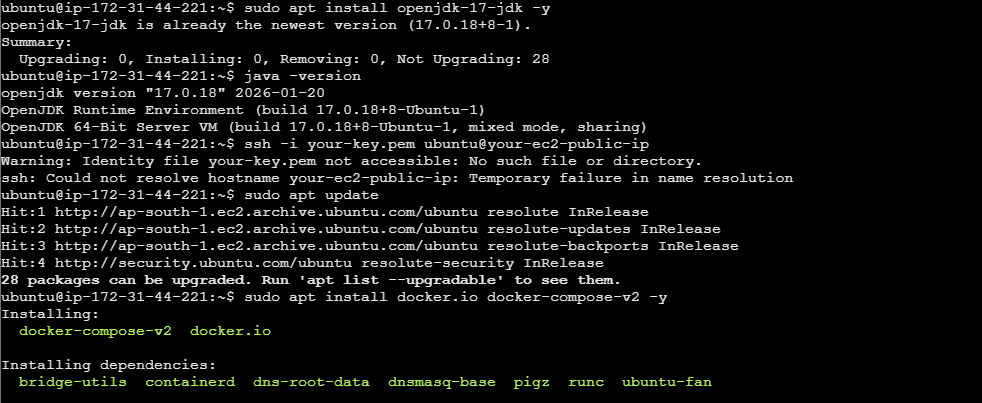 ubuntu@ip-172-31-44-221:~$ sudo apt install openjdk-17-jdk -y
openjdk-17-jdk is already the newest version (17.0.18+8-1).
Summary:
  Upgrading: 0, Installing: 0, Removing: 0, Not Upgrading: 28
ubuntu@ip-172-31-44-221:~$ java -version
openjdk version "17.0.18" 2026-01-20
OpenJDK Runtime Environment (build 17.0.18+8-Ubuntu-1)
OpenJDK 64-Bit Server VM (build 17.0.18+8-Ubuntu-1, mixed mode, sharing)
ubuntu@ip-172-31-44-221:~$ ssh -i your-key.pem ubuntu@your-ec2-public-ip
Warning: Identity file your-key.pem not accessible: No such file or directory.
ssh: Could not resolve hostname your-ec2-public-ip: Temporary failure in name resolution
ubuntu@ip-172-31-44-221:~$ sudo apt update
Hit:1 http://ap-south-1.ec2.archive.ubuntu.com/ubuntu resolute InRelease
Hit:2 http://ap-south-1.ec2.archive.ubuntu.com/ubuntu resolute-updates InRelease
Hit:3 http://ap-south-1.ec2.archive.ubuntu.com/ubuntu resolute-backports InRelease
Hit:4 http://security.ubuntu.com/ubuntu resolute-security InRelease
28 packages can be upgraded. Run 'apt list --upgradable' to see them.
ubuntu@ip-172-31-44-221:~$ sudo apt install docker.io docker-compose-v2 -y
Installing:
  docker-compose-v2  docker.io

Installing dependencies:
  bridge-utils  containerd  dns-root-data  dnsmasq-base  pigz  runc  ubuntu-fan